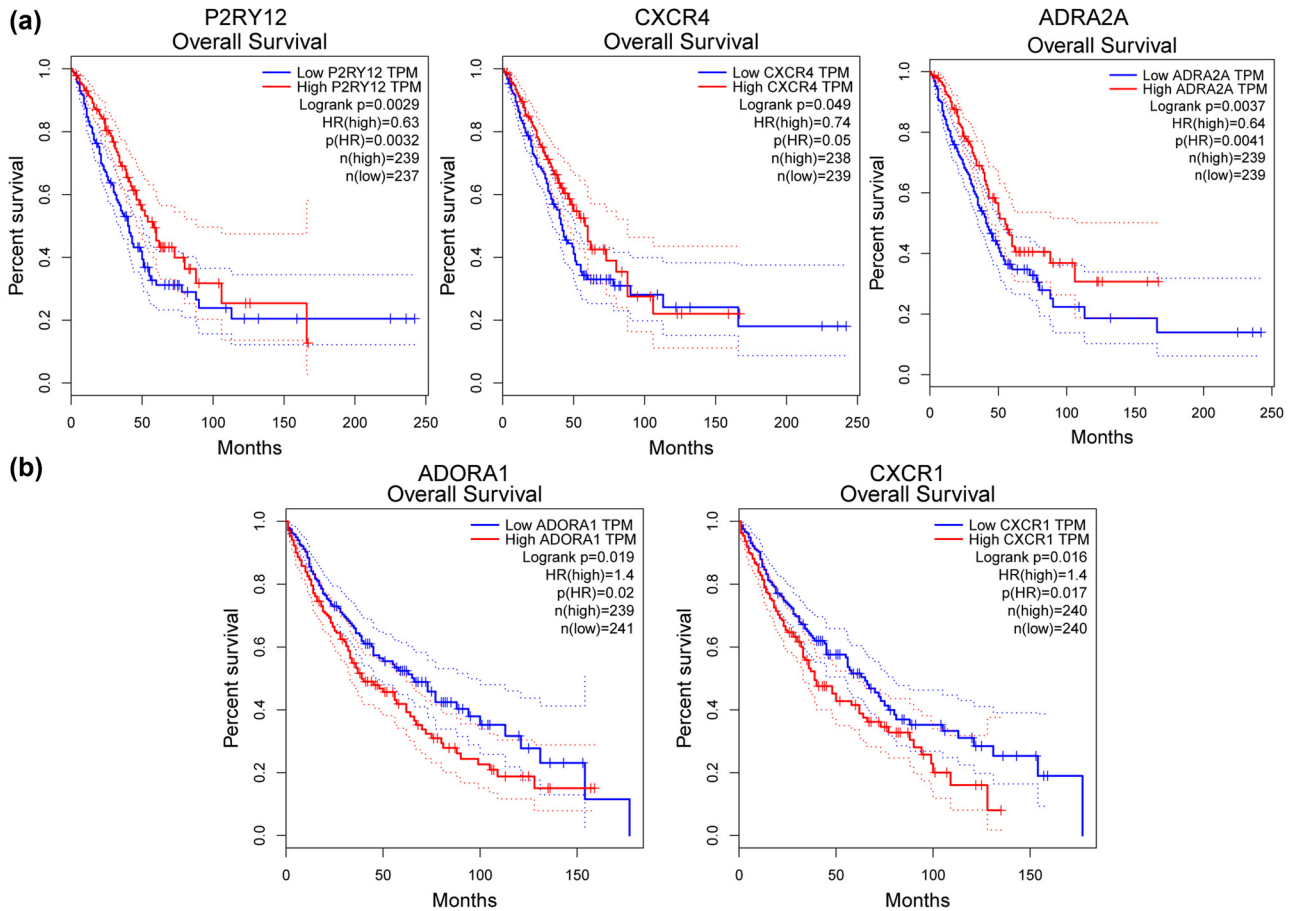 (a)
P2RY12
Overall Survival
Low P2RY12 TPM
High P2RY12 TPM
Logrank p=0.0029
HR(high)=0.63
p(HR)=0.0032
n(high)=239
n(low)=237
Percent survival
0.0 0.2 0.4 0.6 0.8 1.0
0 50 100 150 200 250
Months
CXCR4
Overall Survival
Low CXCR4 TPM
High CXCR4 TPM
Logrank p=0.049
HR(high)=0.74
p(HR)=0.05
n(high)=238
n(low)=239
Percent survival
0.0 0.2 0.4 0.6 0.8 1.0
0 50 100 150 200 250
Months
ADRA2A
Overall Survival
Low ADRA2A TPM
High ADRA2A TPM
Logrank p=0.0037
HR(high)=0.64
p(HR)=0.0041
n(high)=239
n(low)=239
Percent survival
0.0 0.2 0.4 0.6 0.8 1.0
0 50 100 150 200 250
Months
(b)
ADORA1
Overall Survival
Low ADORA1 TPM
High ADORA1 TPM
Logrank p=0.019
HR(high)=1.4
p(HR)=0.02
n(high)=239
n(low)=241
Percent survival
0.0 0.2 0.4 0.6 0.8 1.0
0 50 100 150
Months
CXCR1
Overall Survival
Low CXCR1 TPM
High CXCR1 TPM
Logrank p=0.016
HR(high)=1.4
p(HR)=0.017
n(high)=240
n(low)=240
Percent survival
0.0 0.2 0.4 0.6 0.8 1.0
0 50 100 150
Months